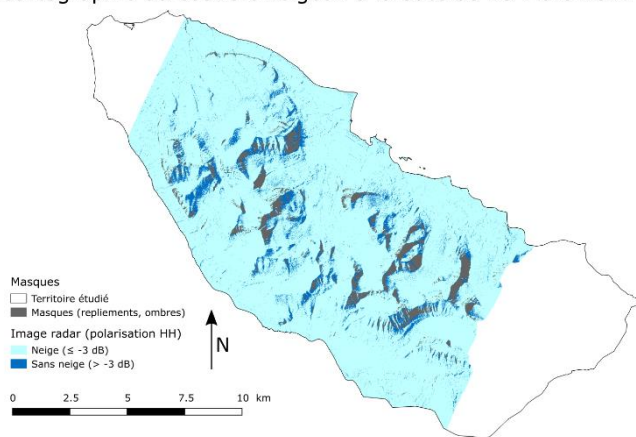 Masques
Territoire étudié
Masques (repliements, ombres)
Image radar (polarisation HH)
Neige (≤ -3 dB)
Sans neige (> -3 dB)
N
0 2.5 5 7.5 10 km